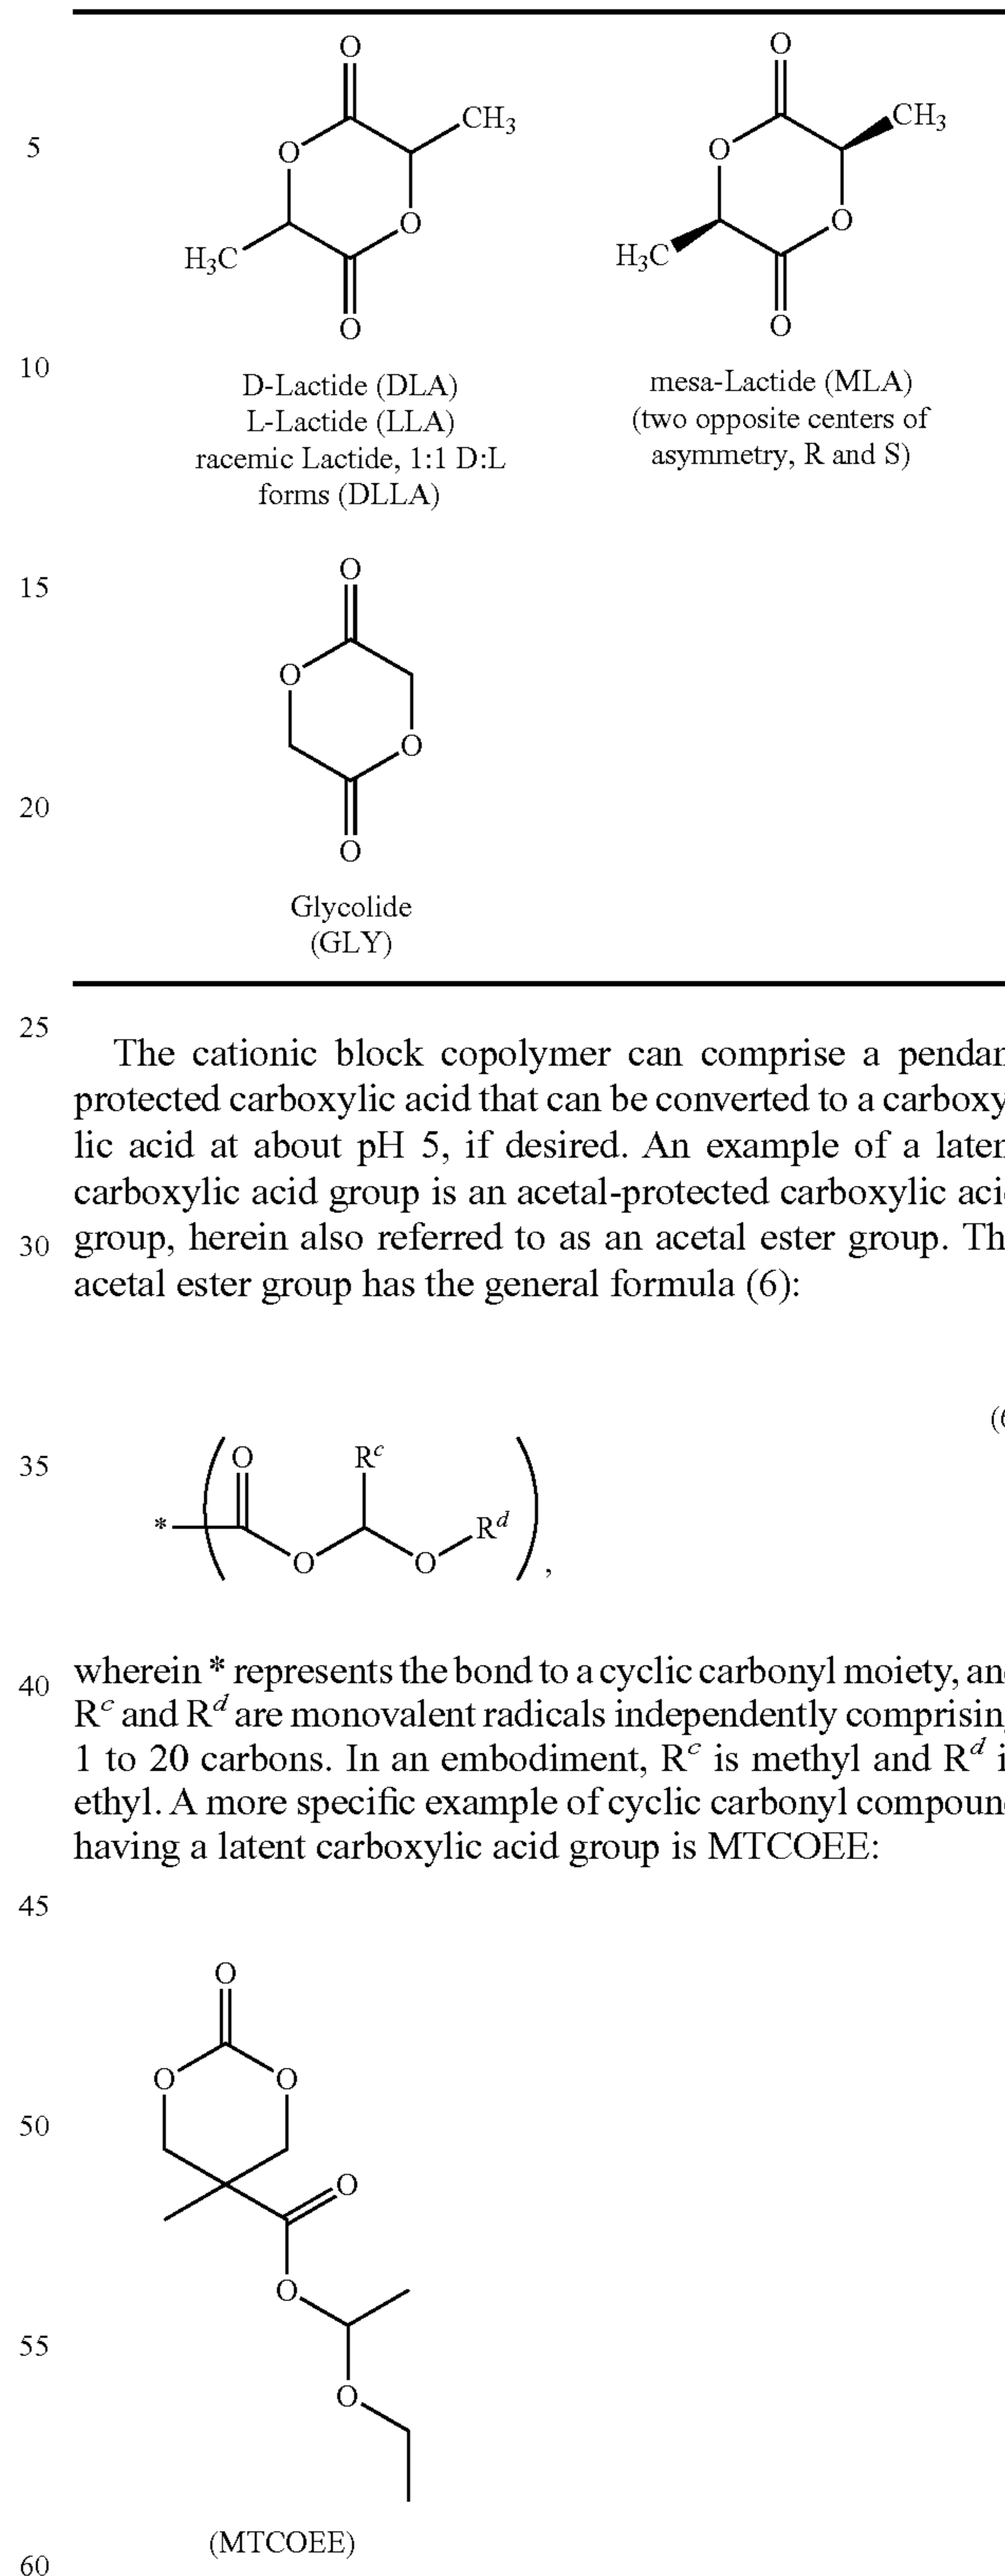 O
O
CH3
CH3
5
O
O
O
O
H3C
H3C
O
O
10
D-Lactide (DLA)
L-Lactide (LLA)
racemic Lactide, 1:1 D:L
forms (DLLA)
mesa-Lactide (MLA)
(two opposite centers of
asymmetry, R and S)
15
O
O
O
20
O
Glycolide
(GLY)
25
The cationic block copolymer can comprise a pendan
protected carboxylic acid that can be converted to a carboxy
lic acid at about pH 5, if desired. An example of a laten
carboxylic acid group is an acetal-protected carboxylic aci
30 group, herein also referred to as an acetal ester group. Th
acetal ester group has the general formula (6):
(6
35
O
R^c
*
R^d
O
O
,
40 wherein * represents the bond to a cyclic carbonyl moiety, an
R^c and R^d are monovalent radicals independently comprisin
1 to 20 carbons. In an embodiment, R^c is methyl and R^d i
ethyl. A more specific example of cyclic carbonyl compoun
having a latent carboxylic acid group is MTCOEE:
45
O
O
O
50
O
O
55
O
(MTCOEE)
60